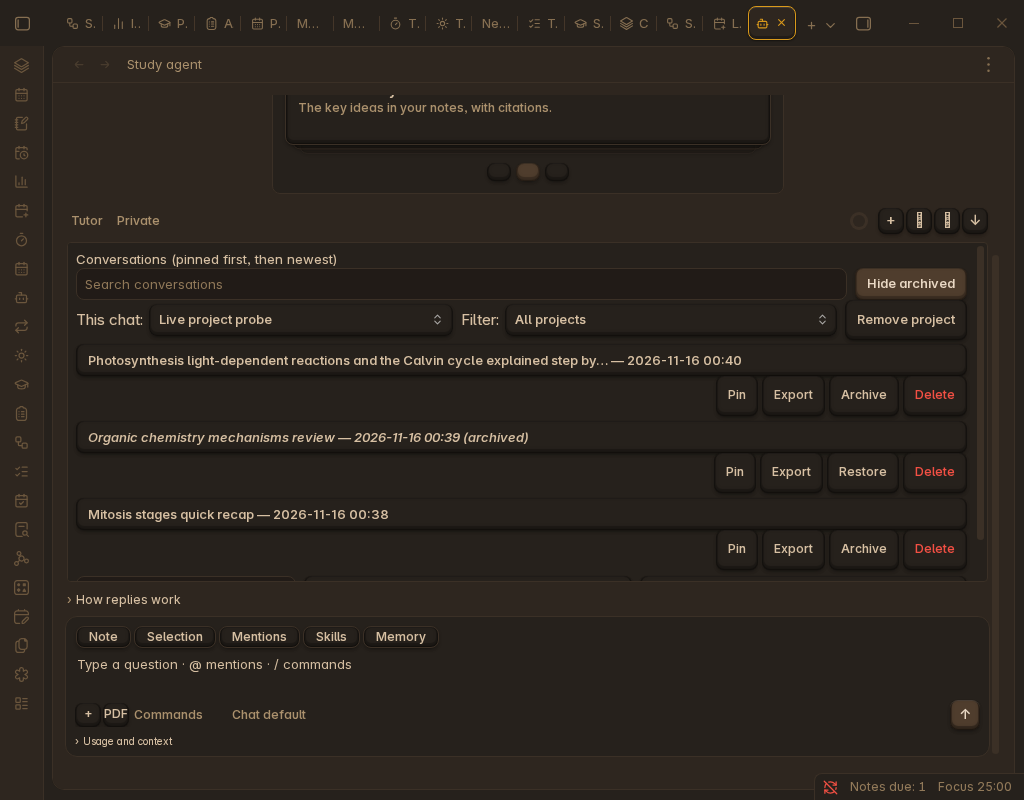 S. I.. P. A P. M... M... T. T. Ne... T. S. C S. L
Study agent
The key ideas in your notes, with citations.
Tutor Private
Conversations (pinned first, then newest)
Search conversations
Hide archived
This chat: Live project probe Filter: All projects Remove project
Photosynthesis light-dependent reactions and the Calvin cycle explained step by… — 2026-11-16 00:40
Pin Export Archive Delete
Organic chemistry mechanisms review — 2026-11-16 00:39 (archived)
Pin Export Restore Delete
Mitosis stages quick recap — 2026-11-16 00:38
Pin Export Archive Delete
› How replies work
Note Selection Mentions Skills Memory
Type a question · @ mentions · / commands
+ PDF Commands Chat default
› Usage and context
Notes due: 1 Focus 25:00